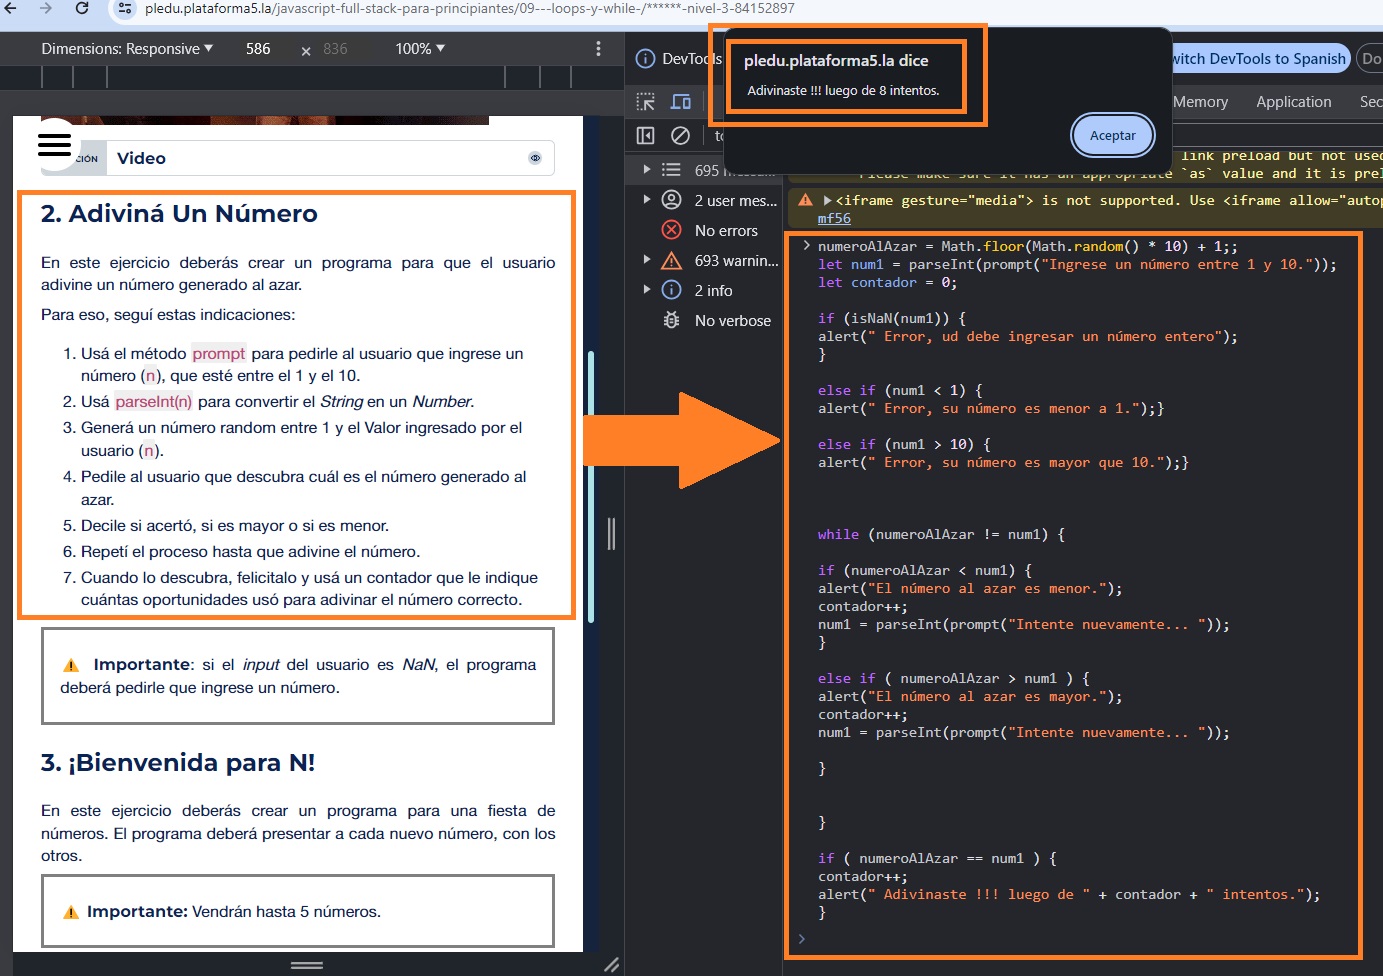 pledu.plataforma5.la/javascript-full-stack-para-principiantes/09---loops-y-while-/******-nivel-3-84152897
Dimensions: Responsive ▼ 586 × 836 100% ▼
DevTools
pledu.plataforma5.la dice
Adivinaste !!! luego de 8 intentos.
Aceptar
witch DevTools to Spanish
Do
Memory Application Sec
to
695
2 user mes...
No errors
693 warnin...
2 info
No verbose
link preload but not used
Please make sure it has an appropriate `as` value and it is prel
▶<iframe gesture="media"> is not supported. Use <iframe allow="autop
mf56
CIÓN Video
2. Adiviná Un Número
En este ejercicio deberás crear un programa para que el usuario
adivine un número generado al azar.
Para eso, seguí estas indicaciones:
1. Usá el método prompt para pedirle al usuario que ingrese un
número (n), que esté entre el 1 y el 10.
2. Usá parseInt(n) para convertir el String en un Number.
3. Generá un número random entre 1 y el Valor ingresado por el
usuario (n).
4. Pedile al usuario que descubra cuál es el número generado al
azar.
5. Decile si acertó, si es mayor o si es menor.
6. Repetí el proceso hasta que adivine el número.
7. Cuando lo descubra, felicitalo y usá un contador que le indique
cuántas oportunidades usó para adivinar el número correcto.
⚠ Importante: si el input del usuario es NaN, el programa
deberá pedirle que ingrese un número.
3. ¡Bienvenida para N!
En este ejercicio deberás crear un programa para una fiesta de
números. El programa deberá presentar a cada nuevo número, con los
otros.
⚠ Importante: Vendrán hasta 5 números.
> numeroAlAzar = Math.floor(Math.random() * 10) + 1;;
let num1 = parseInt(prompt("Ingrese un número entre 1 y 10."));
let contador = 0;
if (isNaN(num1)) {
alert(" Error, ud debe ingresar un número entero");
}
else if (num1 < 1) {
alert(" Error, su número es menor a 1.");}
else if (num1 > 10) {
alert(" Error, su número es mayor que 10.");}
while (numeroAlAzar != num1) {
if (numeroAlAzar < num1) {
alert("El número al azar es menor.");
contador++;
num1 = parseInt(prompt("Intente nuevamente... "));
}
else if ( numeroAlAzar > num1 ) {
alert("El número al azar es mayor.");
contador++;
num1 = parseInt(prompt("Intente nuevamente... "));
}
}
if ( numeroAlAzar == num1 ) {
contador++;
alert(" Adivinaste !!! luego de " + contador + " intentos.");
}
>